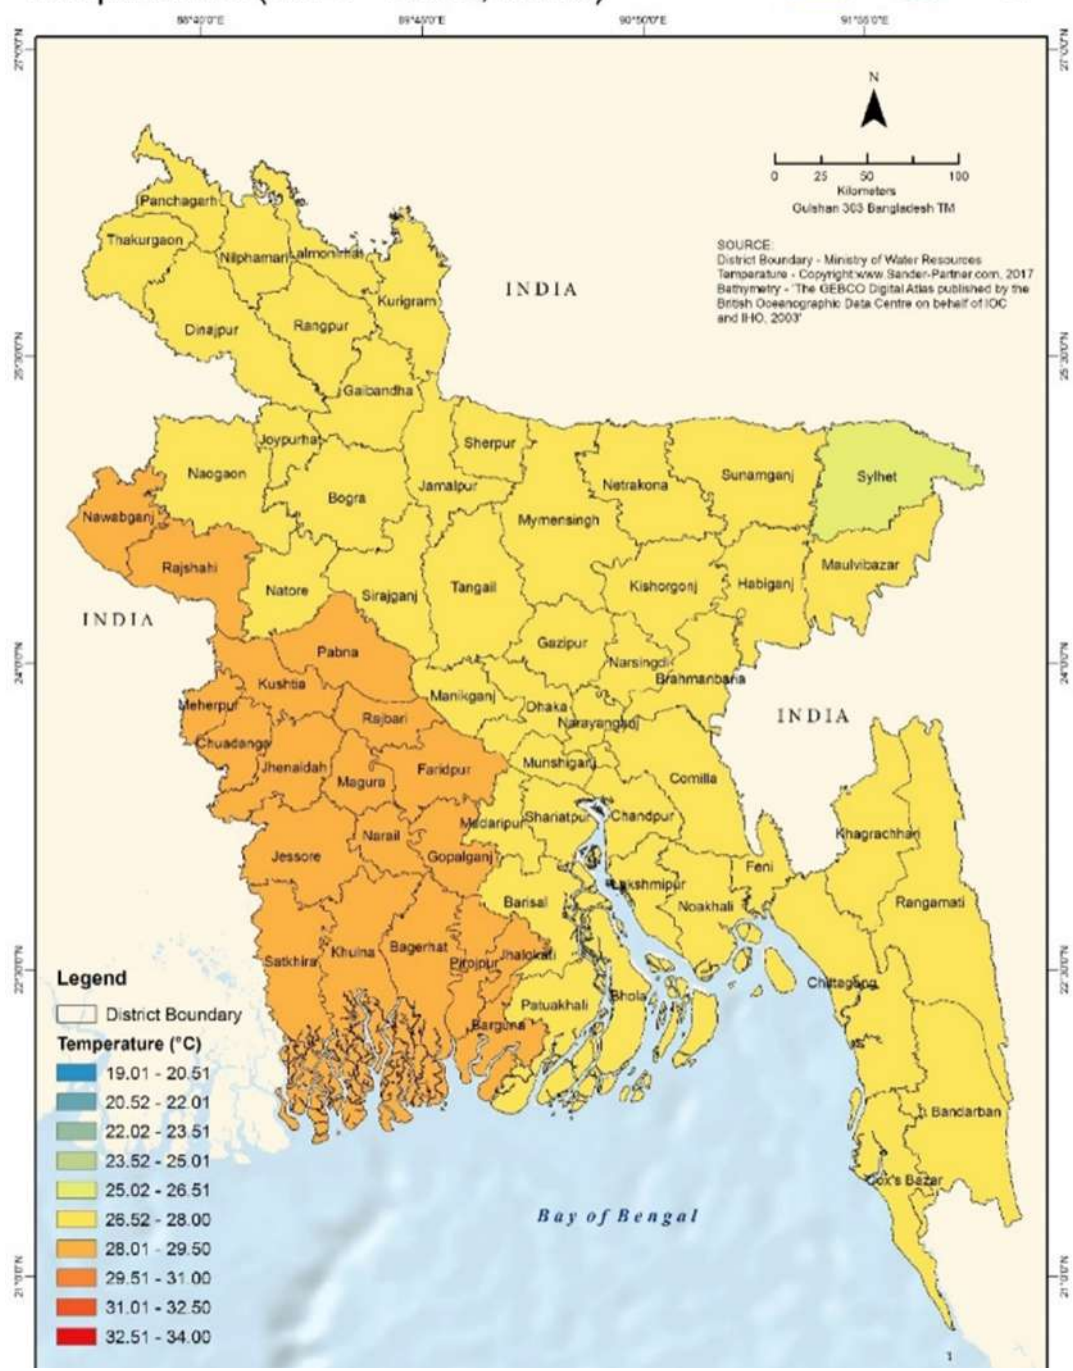 N
0 25 50 100
Kilometers
Gulshan 303 Bangladesh TM
SOURCE:
District Boundary - Ministry of Water Resources
Temperature - Copyright:www.Sander-Partner.com, 2017
Bathymetry - 'The GEBCO Digital Atlas published by the
British Oceanographic Data Centre on behalf of IOC
and IHO, 2003'
Panchagarh
Thakurgaon
Nilphamari
Lalmonirhat
INDIA
Kurigram
Rangpur
Dinajpur
Gaibandha
Joypurhat
Sherpur
Naogaon
Sunamganj
Sylhet
Jamalpur
Netrakona
Bogra
Nawabganj
Mymensingh
Rajshahi
Maulvibazar
Natore
Sirajganj
Tangail
Kishorgonj
Habiganj
INDIA
Gazipur
Pabna
Narsingdi
Brahmanbaria
Kushtia
Manikganj
Meherpur
Dhaka
Rajbari
Narayangaoj
INDIA
Chuadanga
Jhenaidah
Magura
Faridpur
Munshiganj
Comilla
Madaripur
Shariatpur
Chandpur
Khagrachhari
Narail
Jessore
Gopalganj
Feni
Lakshmipur
Barisal
Noakhali
Rangamati
Satkhira
Khulna
Bagerhat
Pirojpur
Jhalokati
Chittagong
Bhola
Patuakhali
Barguna
Bandarban
Cox's Bazar
Bay of Bengal
Legend
District Boundary
Temperature (°C)
19.01 - 20.51
20.52 - 22.01
22.02 - 23.51
23.52 - 25.01
25.02 - 26.51
26.52 - 28.00
28.01 - 29.50
29.51 - 31.00
31.01 - 32.50
32.51 - 34.00
1